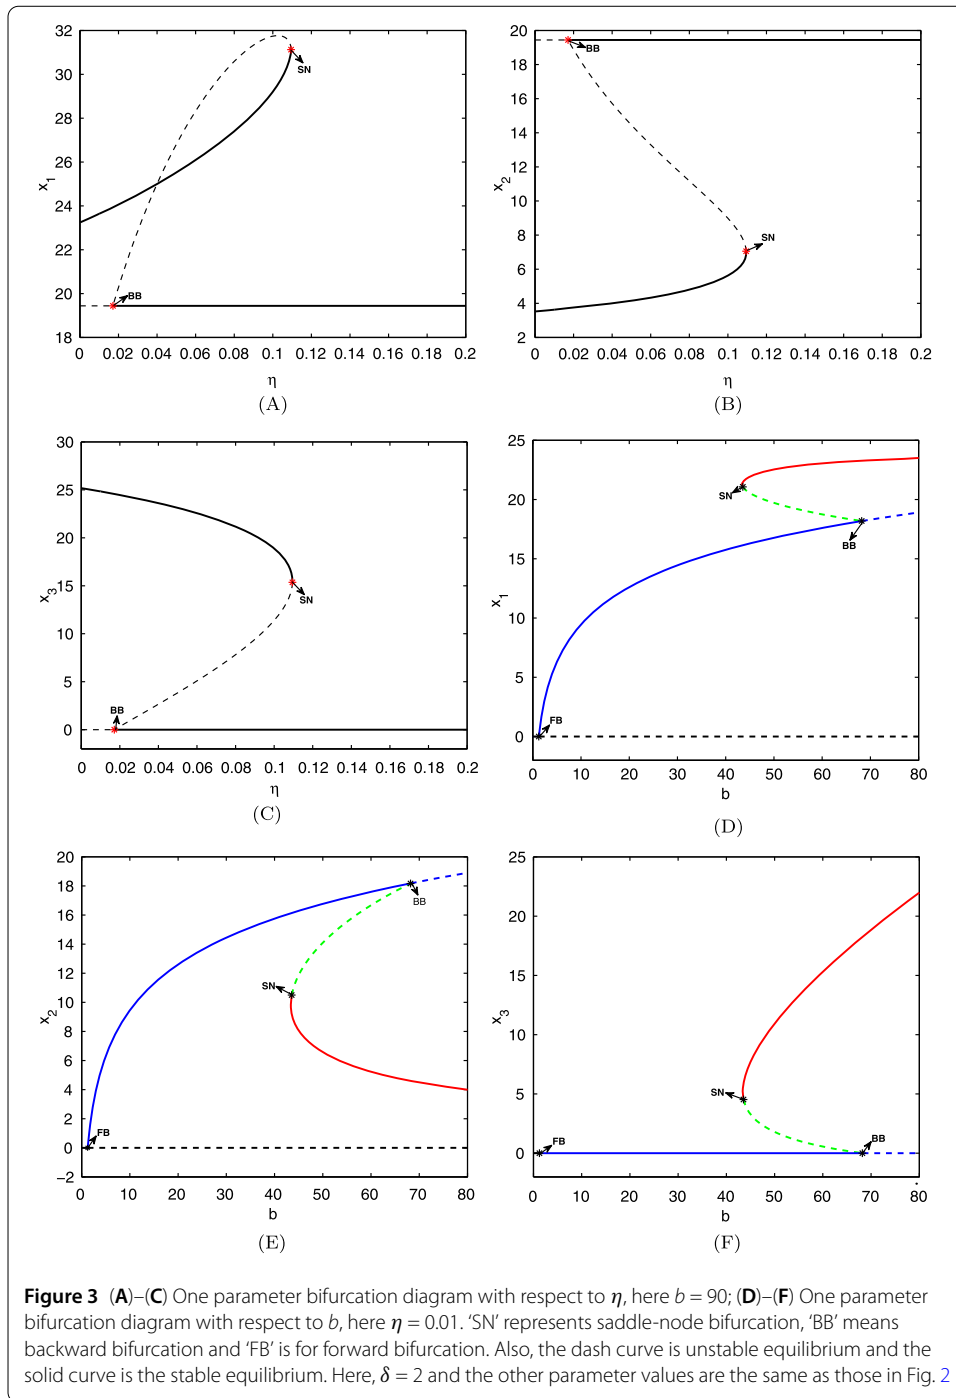 32
30
28
26
24
22
20
18
x1
SN
BB
0 0.02 0.04 0.06 0.08 0.1 0.12 0.14 0.16 0.18 0.2
η
(A)
20
18
16
14
12
10
8
6
4
2
x2
BB
SN
0 0.02 0.04 0.06 0.08 0.1 0.12 0.14 0.16 0.18 0.2
η
(B)
30
25
20
15
10
5
0
x3
SN
BB
0 0.02 0.04 0.06 0.08 0.1 0.12 0.14 0.16 0.18 0.2
η
(C)
25
20
15
10
5
0
x1
SN
BB
FB
0 10 20 30 40 50 60 70 80
b
(D)
20
18
16
14
12
10
8
6
4
2
0
−2
x2
BB
SN
FB
0 10 20 30 40 50 60 70 80
b
(E)
25
20
15
10
5
0
x3
SN
FB
BB
0 10 20 30 40 50 60 70 80
b
(F)
Figure 3 (A)–(C) One parameter bifurcation diagram with respect to η, here b = 90; (D)–(F) One parameter
bifurcation diagram with respect to b, here η = 0.01. ‘SN’ represents saddle-node bifurcation, ‘BB’ means
backward bifurcation and ‘FB’ is for forward bifurcation. Also, the dash curve is unstable equilibrium and the
solid curve is the stable equilibrium. Here, δ = 2 and the other parameter values are the same as those in Fig. 2